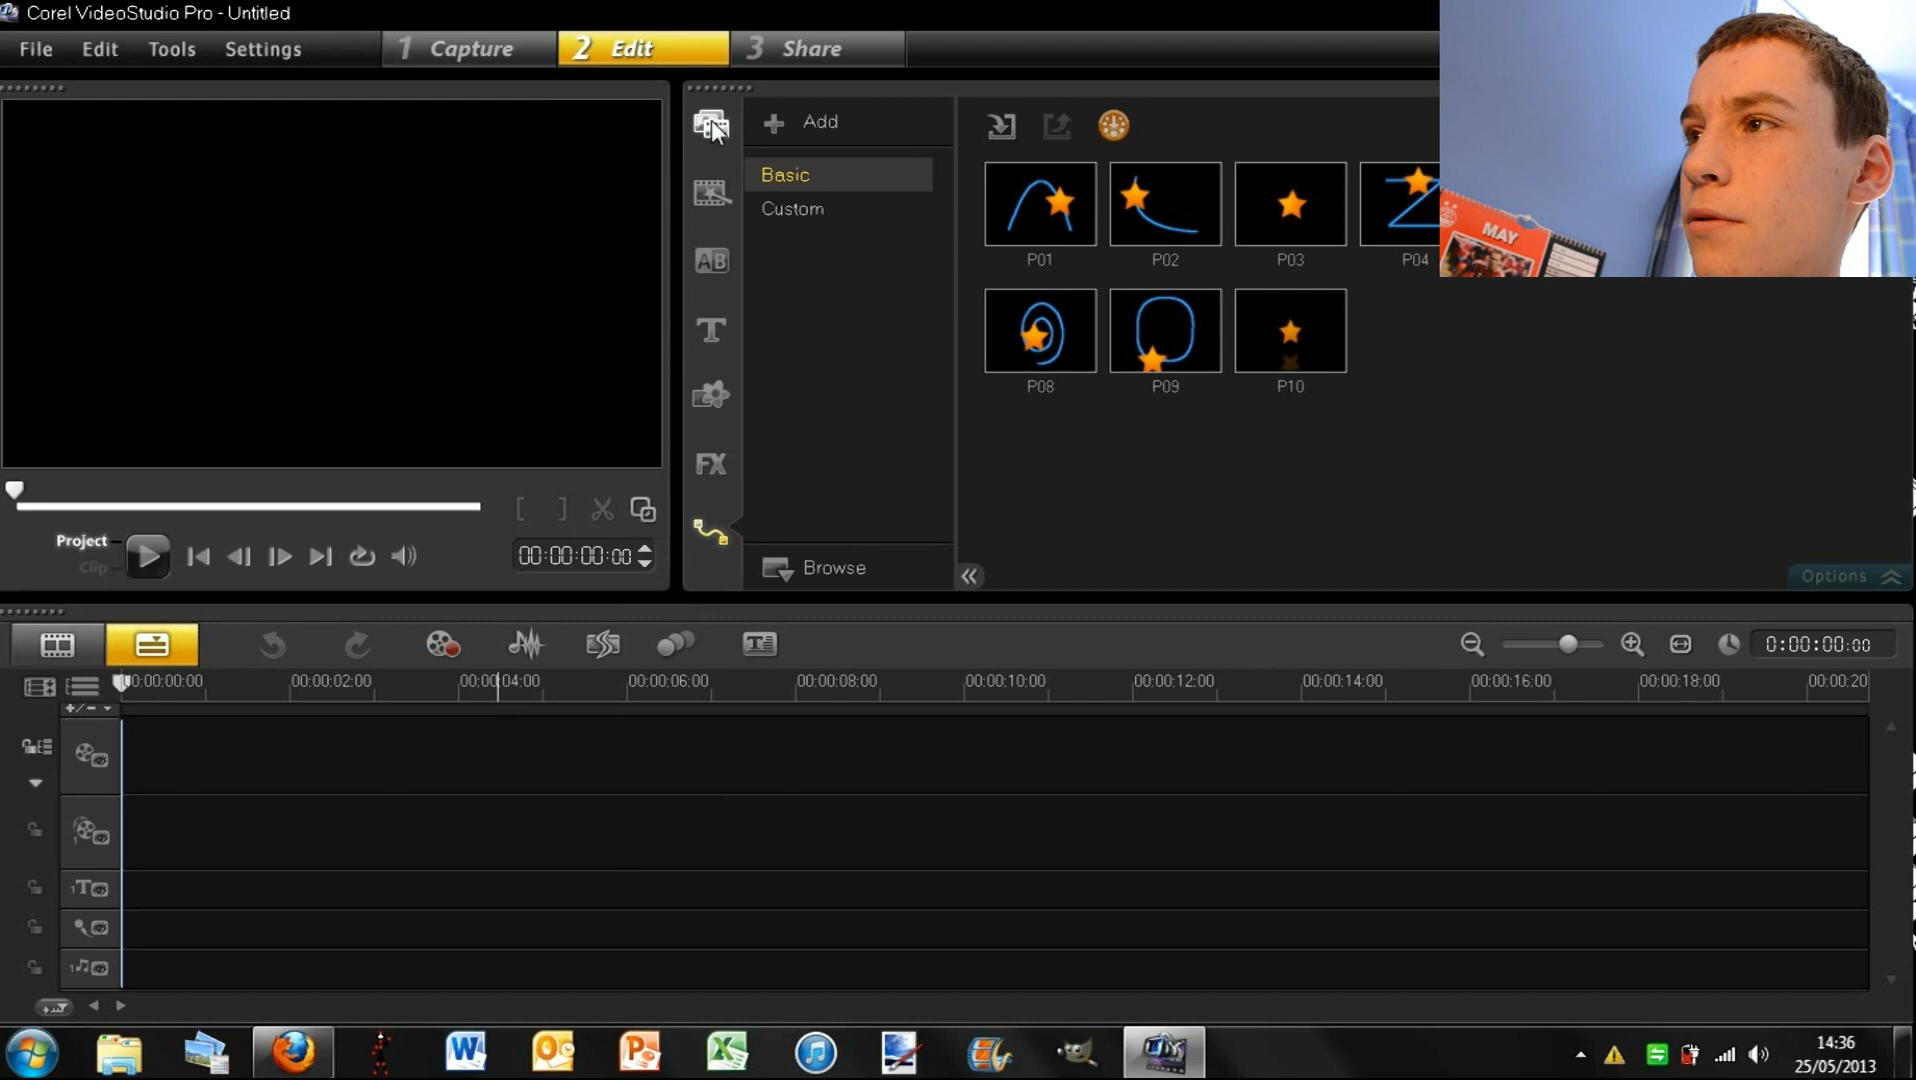 Corel VideoStudio Pro - Untitled
File Edit Tools Settings 1 Capture 2 Edit 3 Share
Add
Basic
Custom
P01 P02 P03 P04
MAY
AB
T
P08 P09 P10
FX
Project
Clip
00:00:00:00
Browse
Options
0:00:00:00
00:00:00:00 00:00:02:00 00:00:04:00 00:00:06:00 00:00:08:00 00:00:10:00 00:00:12:00 00:00:14:00 00:00:16:00 00:00:18:00 00:00:20
14:36
25/05/2013